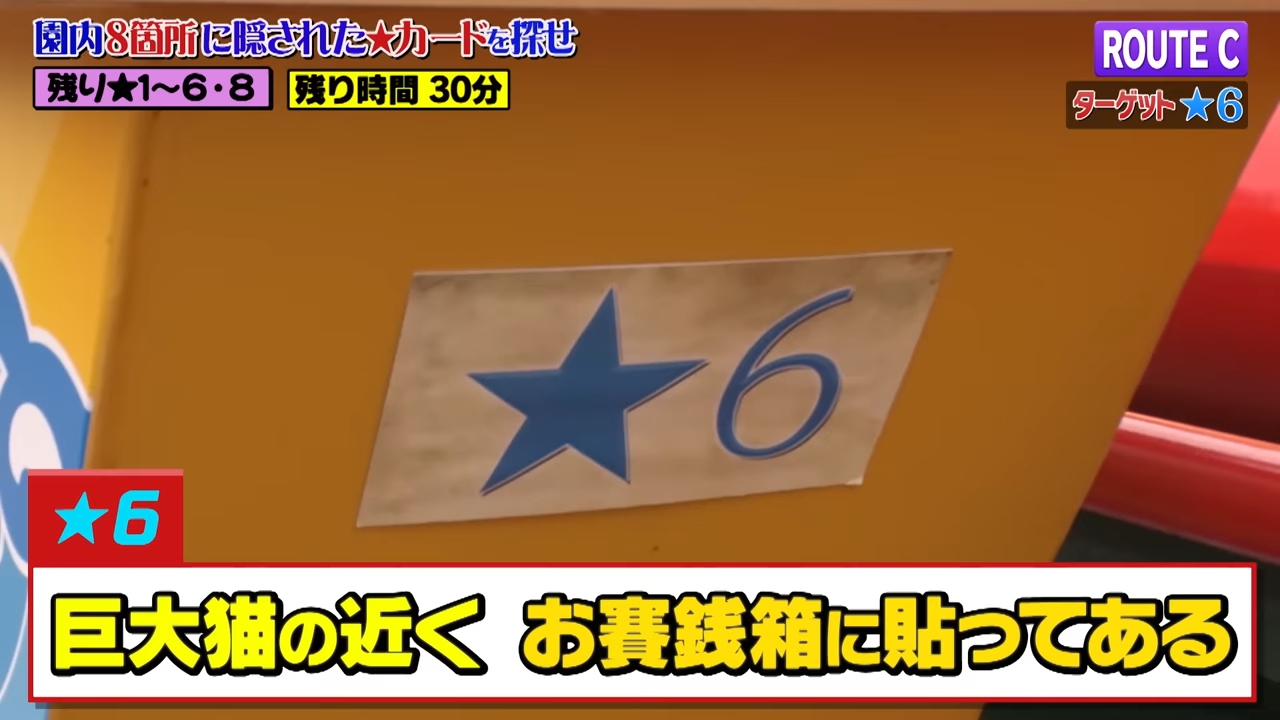 園内8箇所に隠された★カードを探せ
残り★1〜6・8 残り時間 30分
ROUTE C
ターゲット★6
★6
★6
巨大猫の近く お賽銭箱に貼ってある